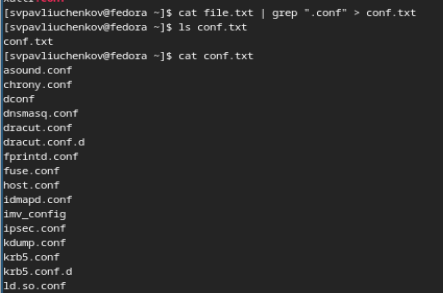 [svpavliuchenkov@fedora ~]$ cat file.txt | grep ".conf" > conf.txt
[svpavliuchenkov@fedora ~]$ ls conf.txt
conf.txt
[svpavliuchenkov@fedora ~]$ cat conf.txt
asound.conf
chrony.conf
dconf
dnsmasq.conf
dracut.conf
dracut.conf.d
fprintd.conf
fuse.conf
host.conf
idmapd.conf
imv_config
ipsec.conf
kdump.conf
krb5.conf
krb5.conf.d
ld.so.conf